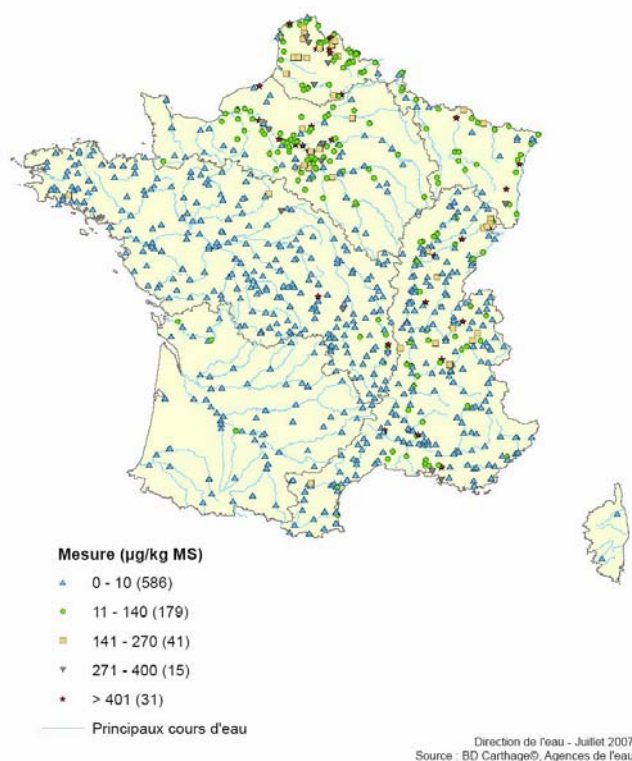 Mesure (µg/kg MS)
0 - 10 (586)
11 - 140 (179)
141 - 270 (41)
271 - 400 (15)
> 401 (31)
Principaux cours d'eau
Direction de l'eau - Juillet 2007
Source : BD Carthage©, Agences de l'eau